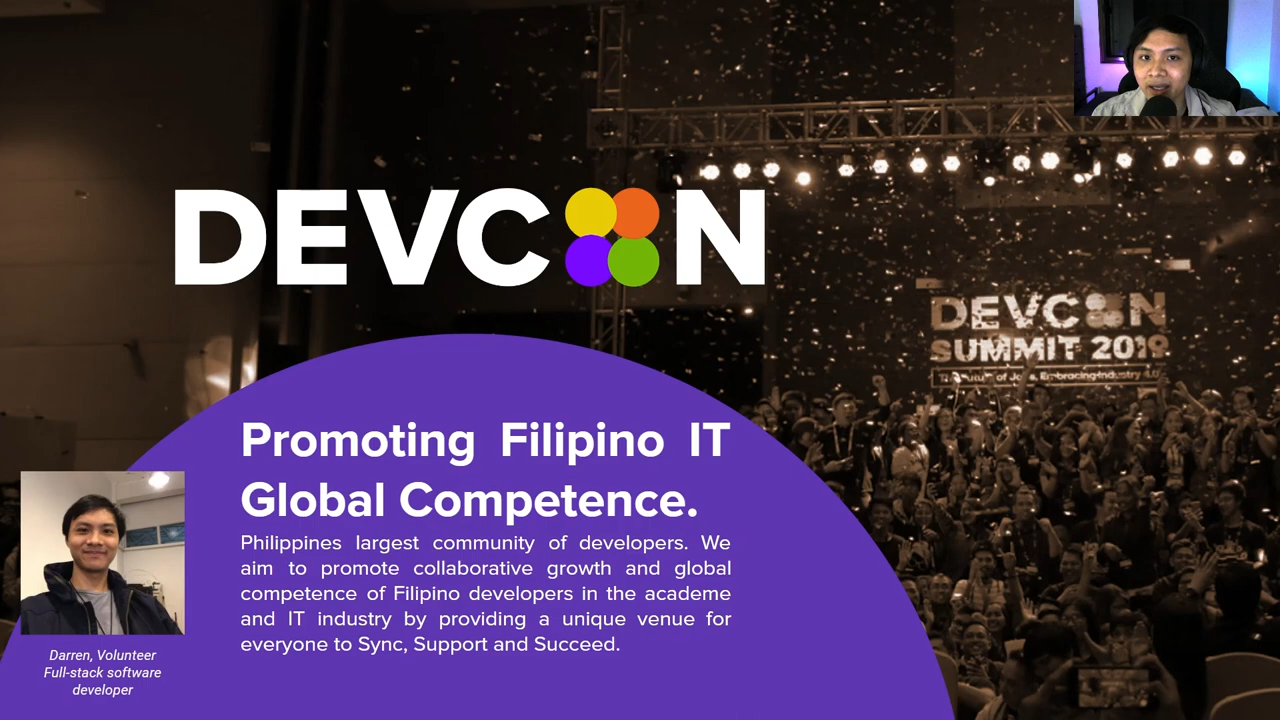 DEVCON
DEVCON
SUMMIT 2019
Promoting Filipino IT
Global Competence.
Philippines largest community of developers. We
aim to promote collaborative growth and global
competence of Filipino developers in the academe
and IT industry by providing a unique venue for
everyone to Sync, Support and Succeed.
Darren, Volunteer
Full-stack software
developer